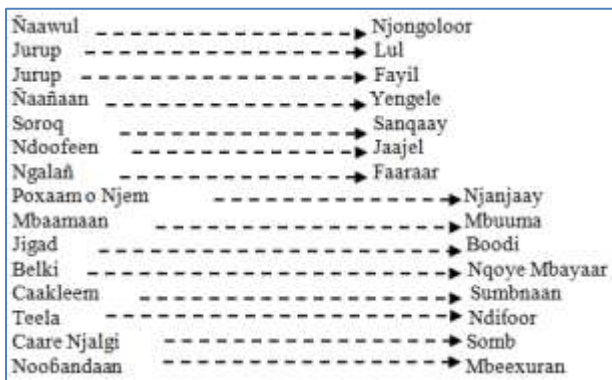 Ñaawul Njongoloor
Jurup Lul
Jurup Fayil
Ñaañaan Yengele
Soroq Sanqaay
Ndoofeen Jaajel
Ngalañ Faaraar
Poxaam o Njem Njanjaay
Mbaamaan Mbuuma
Jigad Boodi
Belki Nqoye Mbayaar
Caakleem Sumbnaan
Teela Ndifoor
Caare Njalgi Somb
Nooɓandaan Mbeexuran